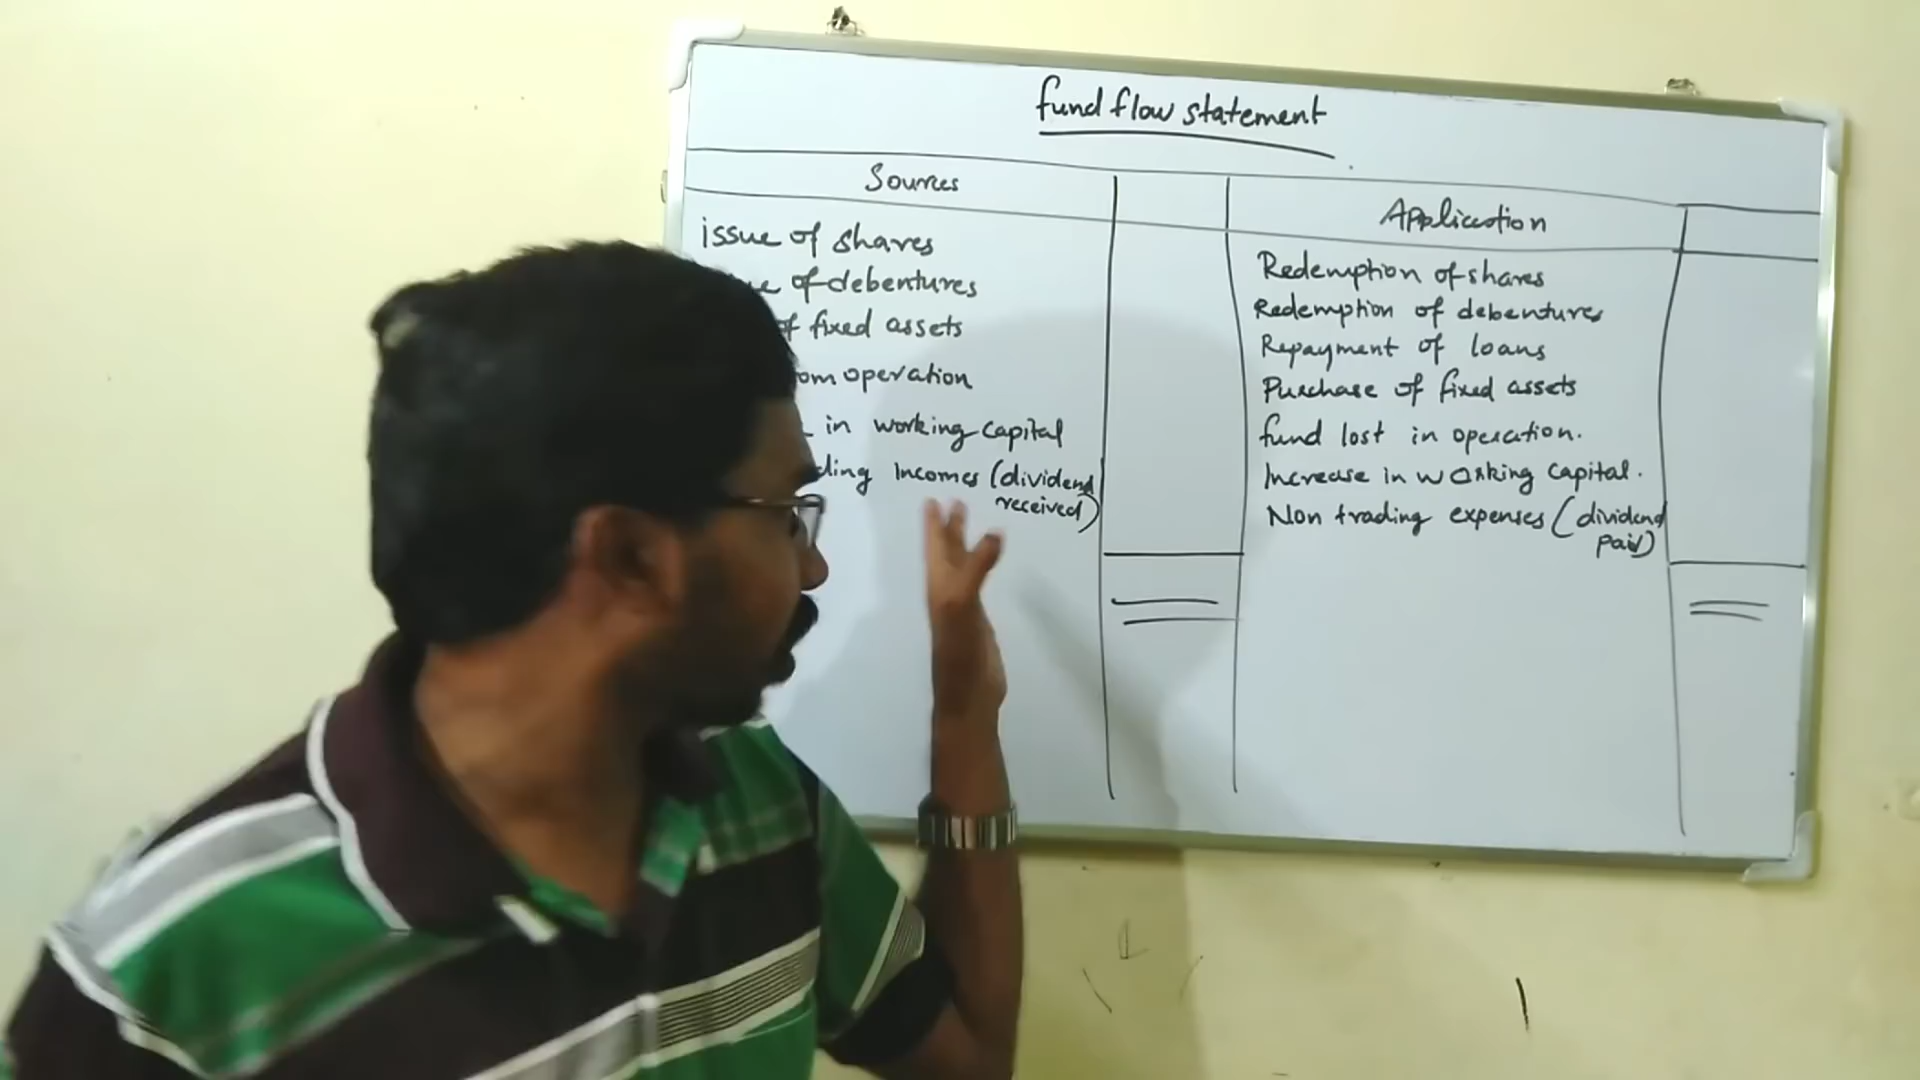 fund flow statement
Sources
Application
issue of shares
of debentures
of fixed assets
operation
in working capital
incomes (dividend
received)
Redemption of shares
Redemption of debentures
Repayment of loans
Purchase of fixed assets
fund lost in operation.
Increase in working capital.
Non trading expenses (dividend
paid)